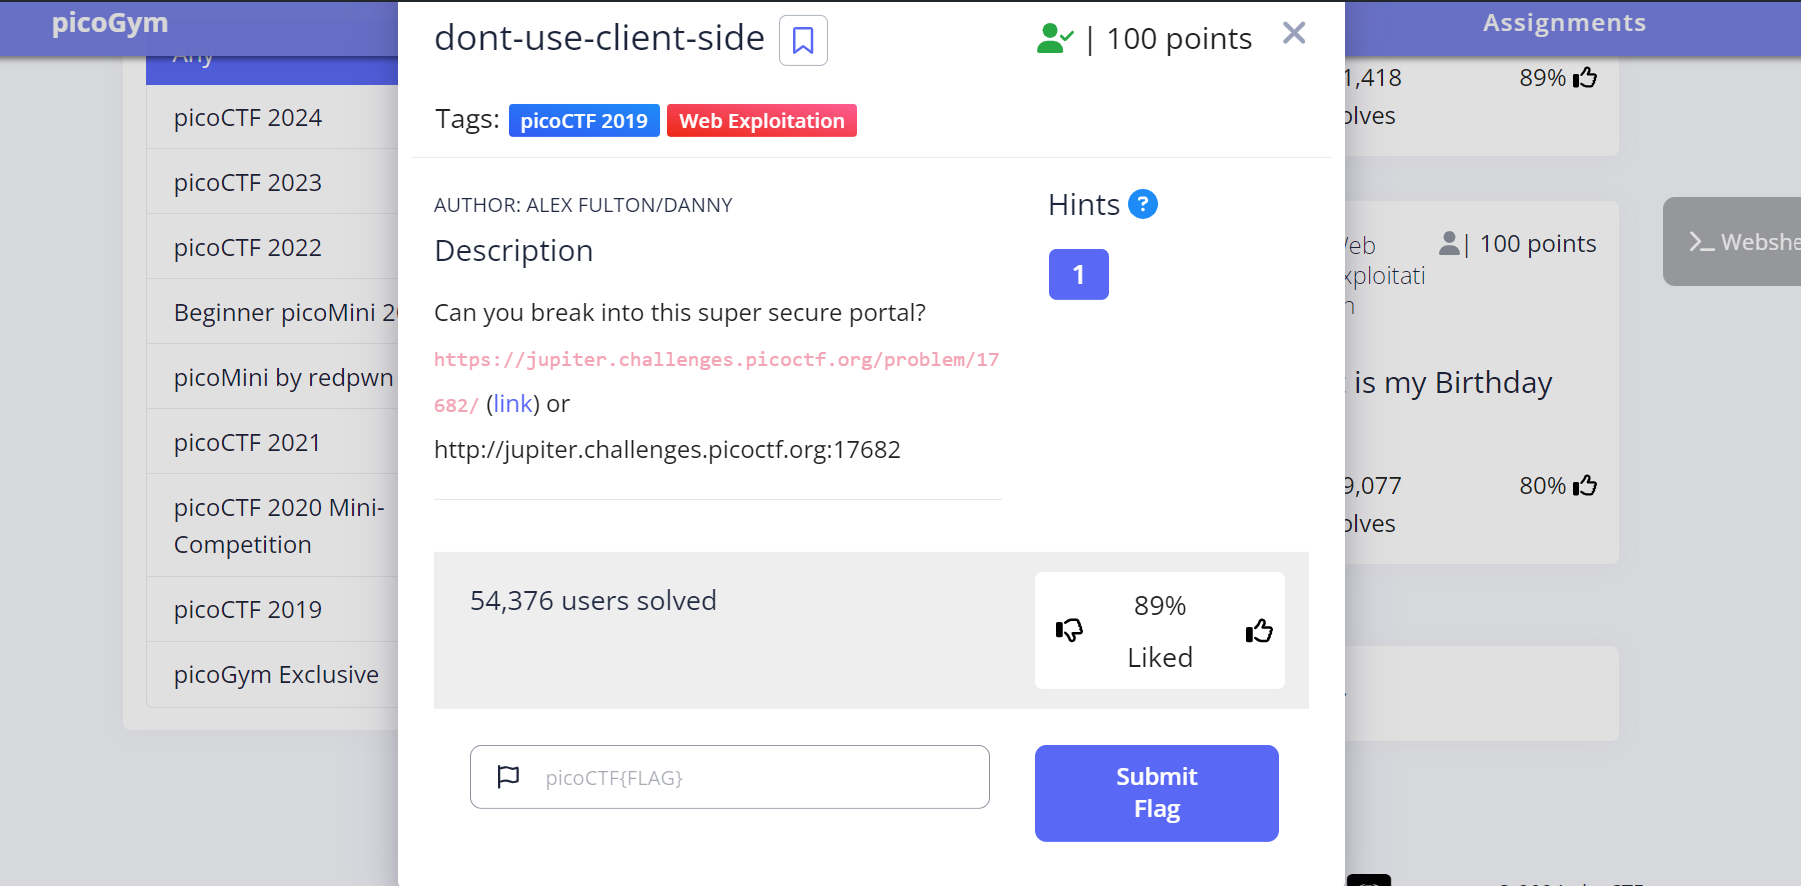 picoGym
Assignments
Any
picoCTF 2024
picoCTF 2023
picoCTF 2022
Beginner picoMini 2
picoMini by redpwn
picoCTF 2021
picoCTF 2020 Mini-
Competition
picoCTF 2019
picoGym Exclusive
dont-use-client-side
| 100 points
Tags: picoCTF 2019 Web Exploitation
AUTHOR: ALEX FULTON/DANNY
Description
Can you break into this super secure portal?
https://jupiter.challenges.picoctf.org/problem/17
682/ (link) or
http://jupiter.challenges.picoctf.org:17682
Hints ?
1
54,376 users solved
89%
Liked
picoCTF{FLAG}
Submit
Flag
1,418
olves
89%
eb
xploitati
n
| 100 points
is my Birthday
9,077
olves
80%
Webshe